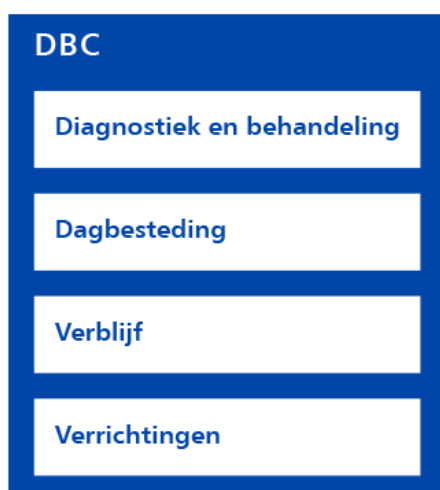 DBC
Diagnostiek en behandeling
Dagbesteding
Verblijf
Verrichtingen